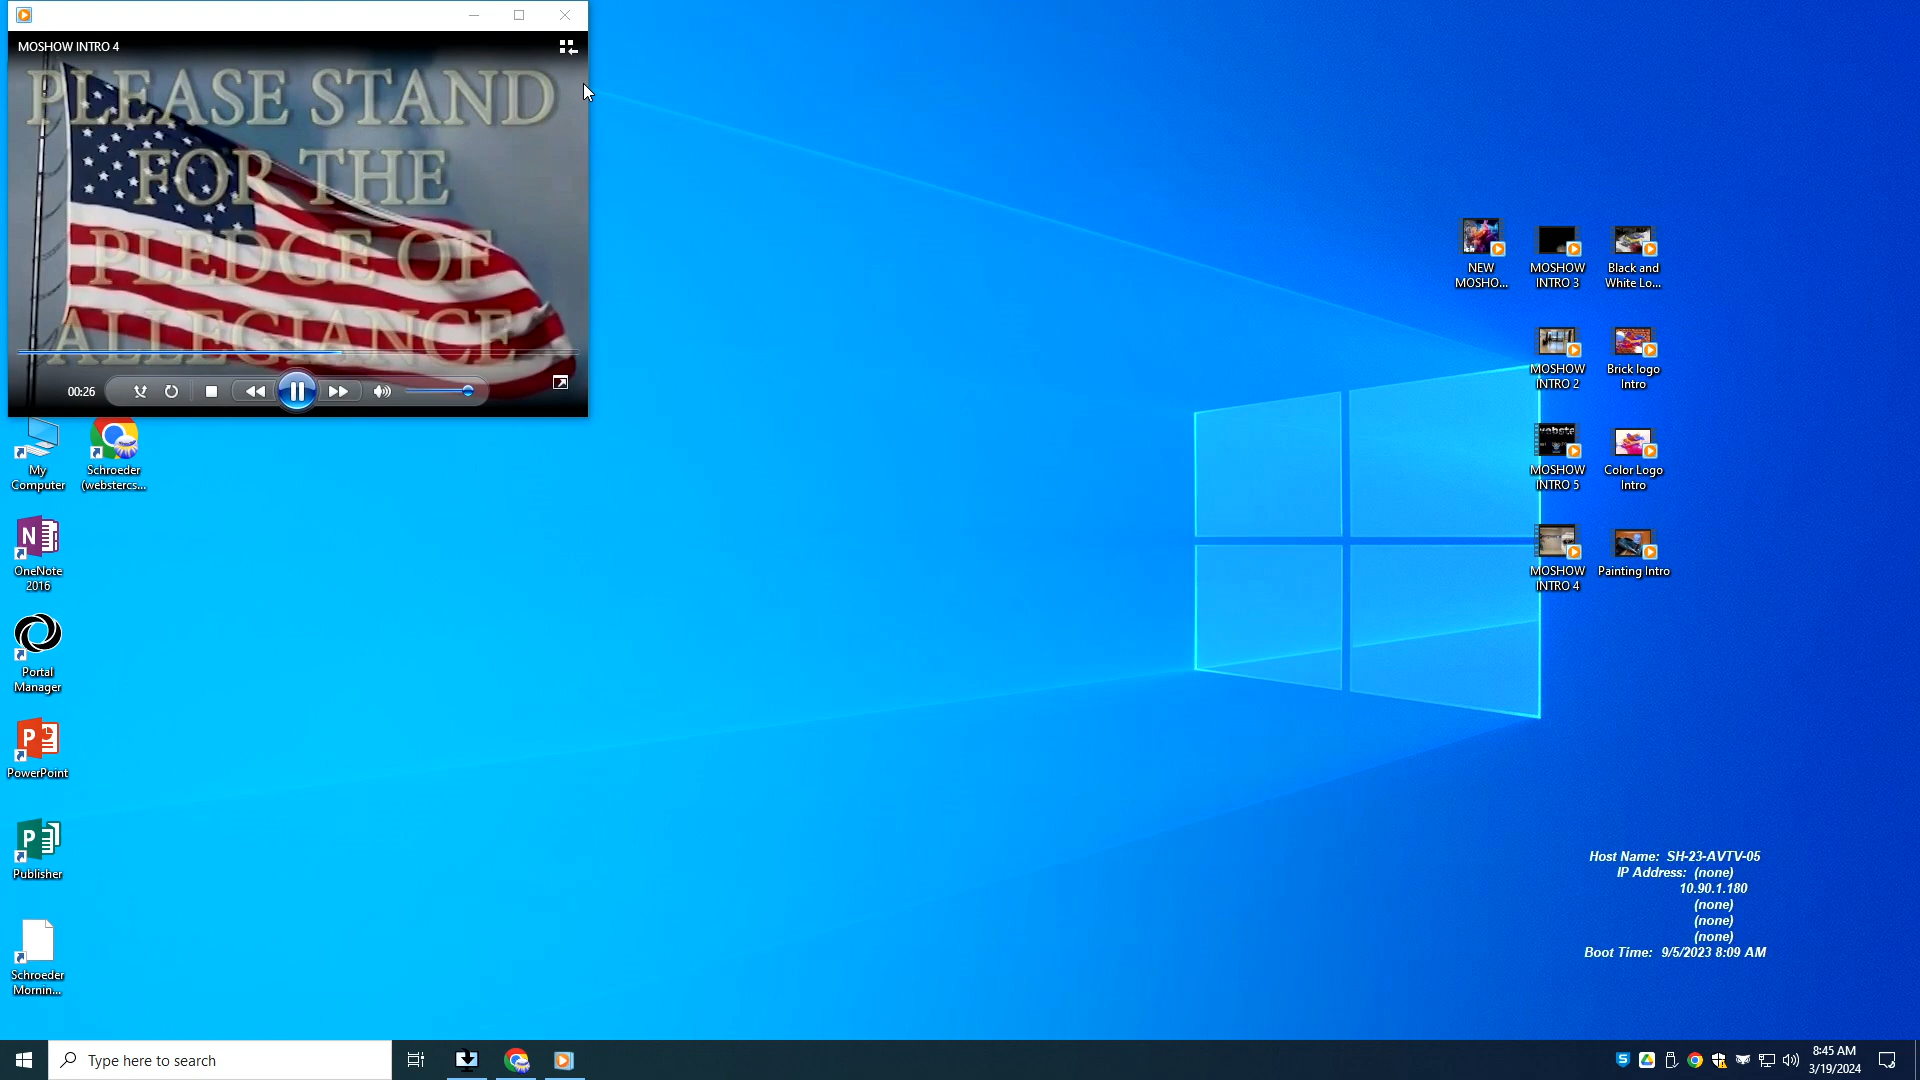 MOSHOW INTRO 4
PLEASE STAND
FOR THE
PLEDGE OF
ALLEGIANCE
00:26
My
Computer
Schroeder
(webstercs...
OneNote
2016
Portal
Manager
PowerPoint
Publisher
Schroeder
Mornin...
NEW
MOSHO...
MOSHOW
INTRO 3
Black and
White Lo...
MOSHOW
INTRO 2
Brick logo
Intro
MOSHOW
INTRO 5
Color Logo
Intro
MOSHOW
INTRO 4
Painting Intro
Host Name: SH-23-AVTV-05
IP Address: (none)
10.90.1.180
(none)
(none)
(none)
Boot Time: 9/5/2023 8:09 AM
Type here to search
8:45 AM
3/19/2024